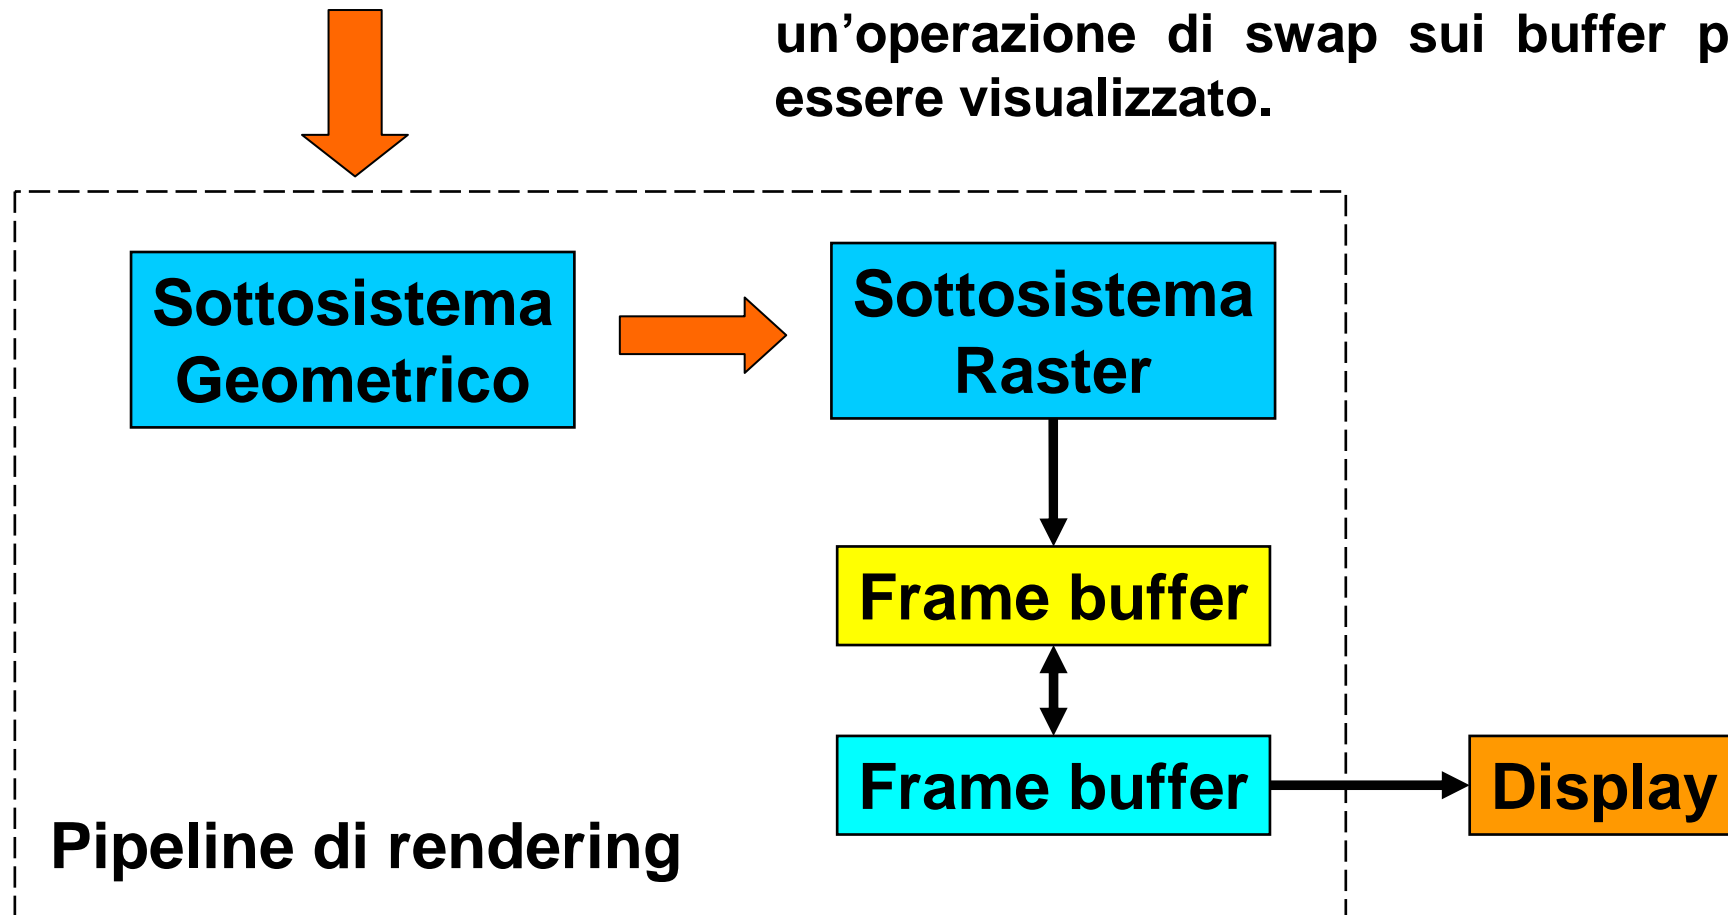 un’operazione di swap sui buffer
essere visualizzato.
Sottosistema
Geometrico
Sottosistema
Raster
Frame buffer
Frame buffer
Display
Pipeline di rendering